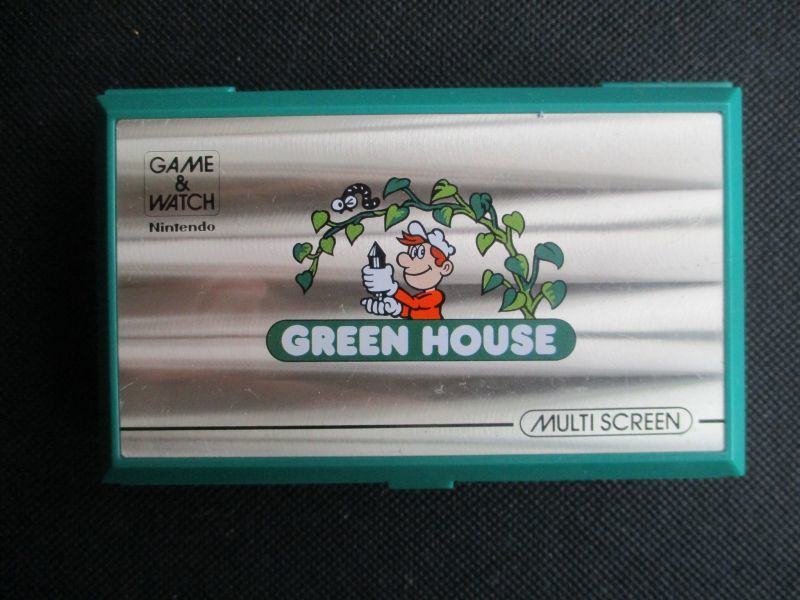 GAME
&
WATCH
Nintendo
GREEN HOUSE
MULTI SCREEN